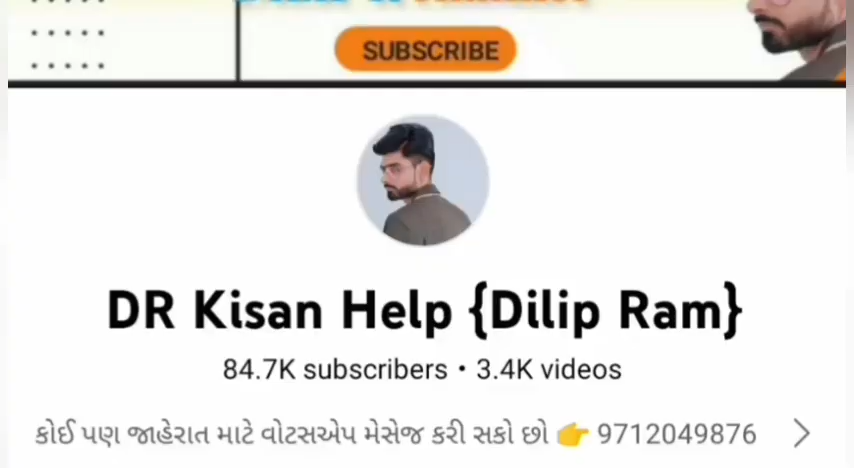 SUBSCRIBE
DR Kisan Help {Dilip Ram}
84.7K subscribers • 3.4K videos
કોઈ પણ જાહેરાત માટે વોટસએપ મેસેજ કરી સકો છો 👉 9712049876